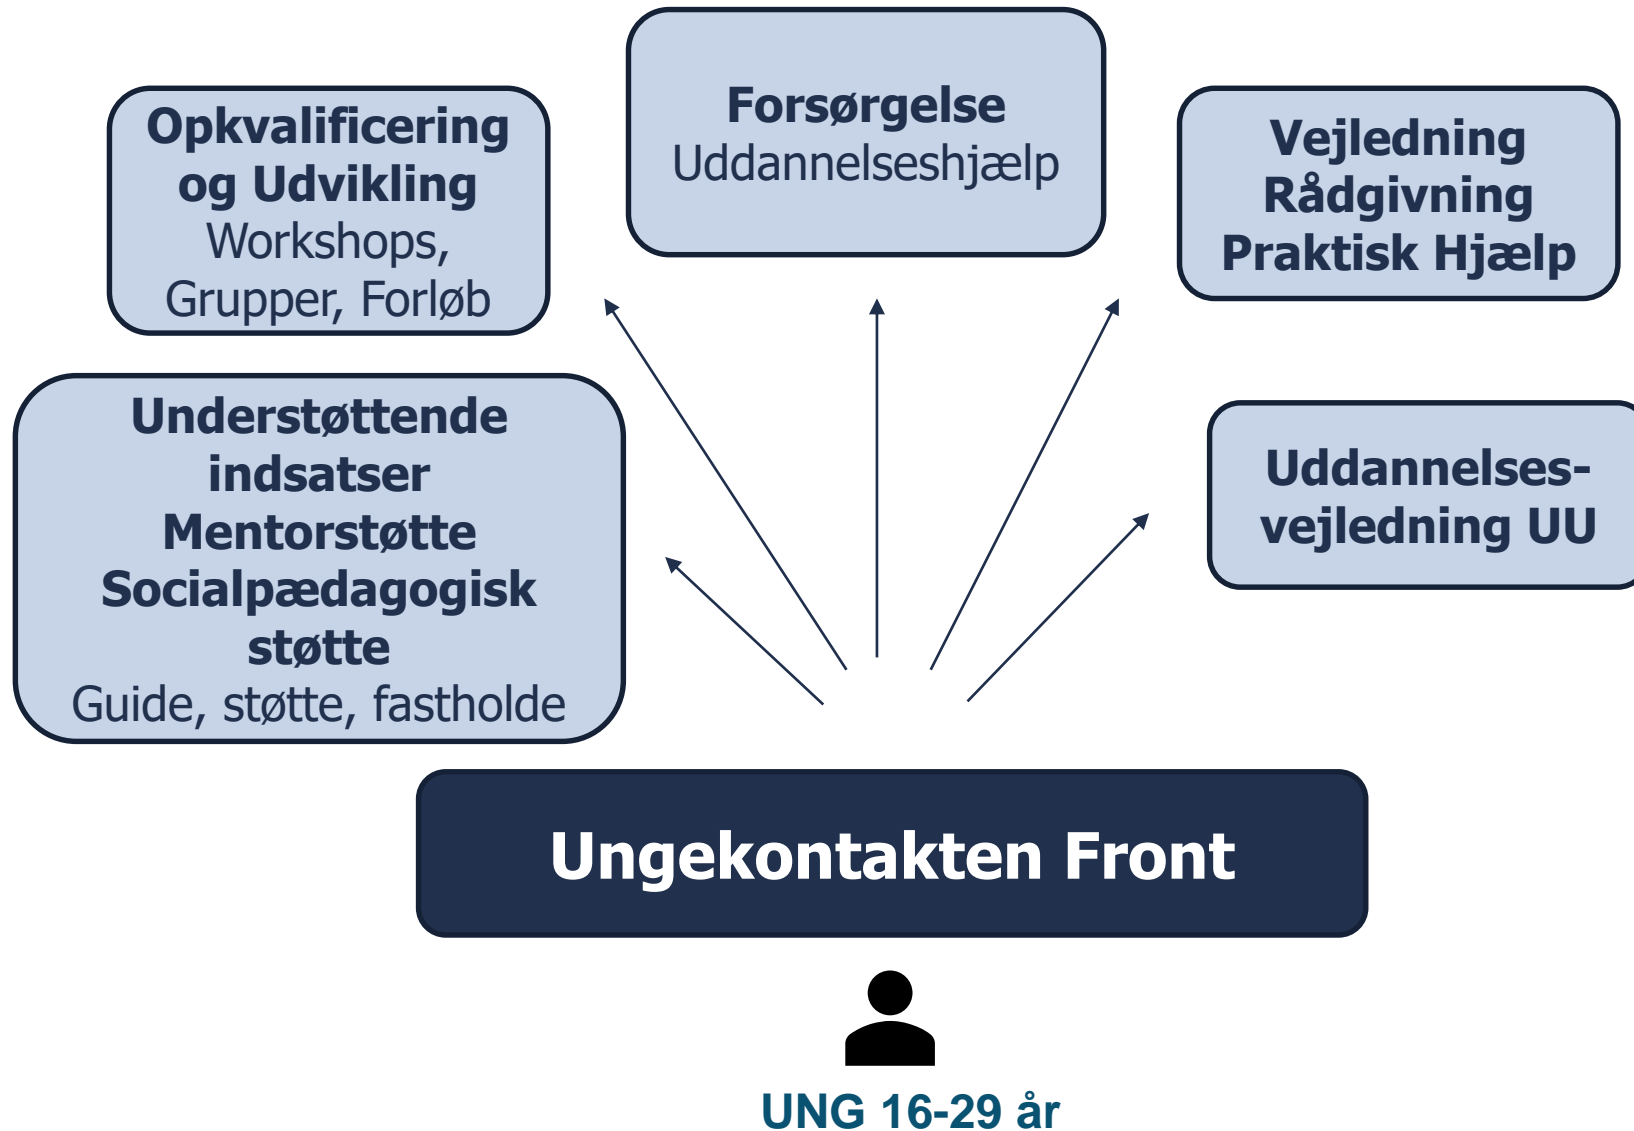 Opkvalificering
og Udvikling
Workshops,
Grupper, Forløb
Forsørgelse
Uddannelseshjælp
Vejledning
Rådgivning
Praktisk Hjælp
Understøttende
indsatser
Mentorstøtte
Socialpædagogisk
støtte
Guide, støtte, fastholde
Uddannelses-
vejledning UU
Ungekontakten Front
UNG 16-29 år